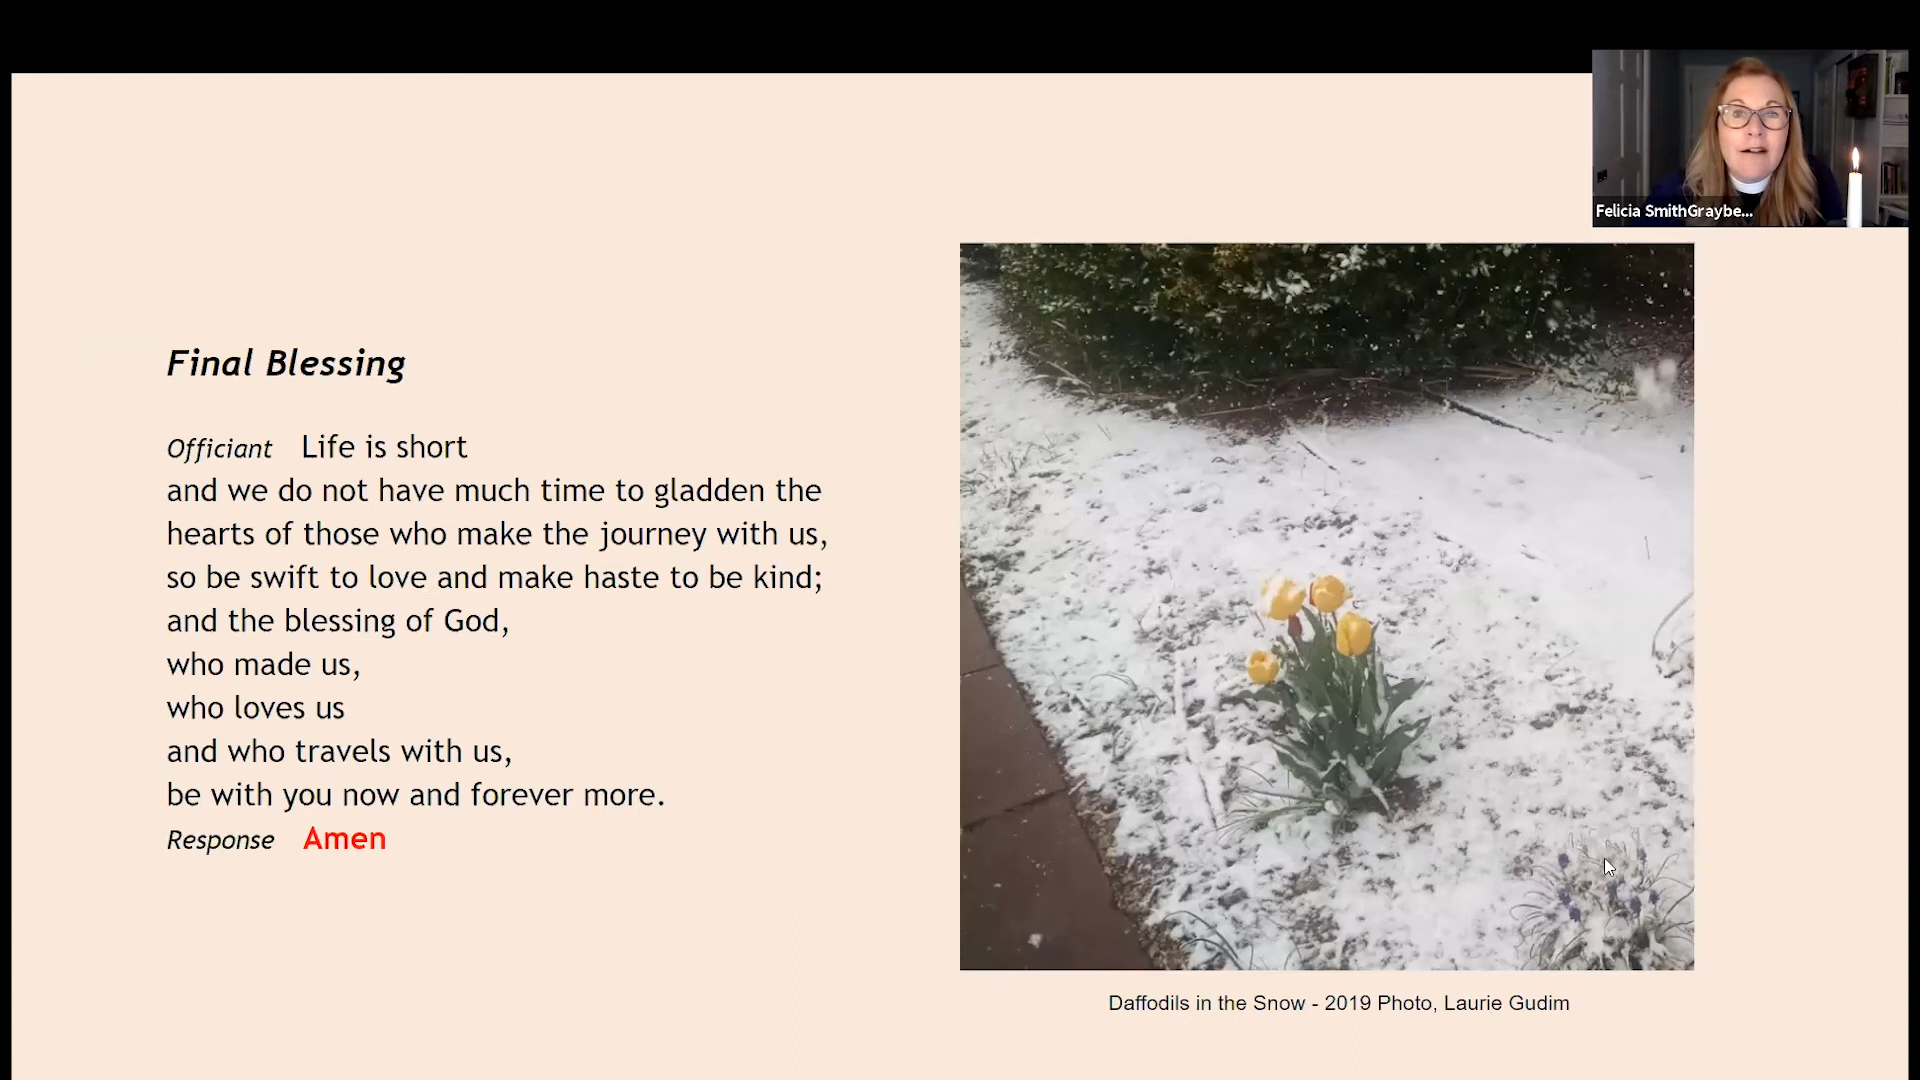 Felicia SmithGraybe...
Final Blessing
Officiant Life is short
and we do not have much time to gladden the
hearts of those who make the journey with us,
so be swift to love and make haste to be kind;
and the blessing of God,
who made us,
who loves us
and who travels with us,
be with you now and forever more.
Response Amen
Daffodils in the Snow - 2019 Photo, Laurie Gudim